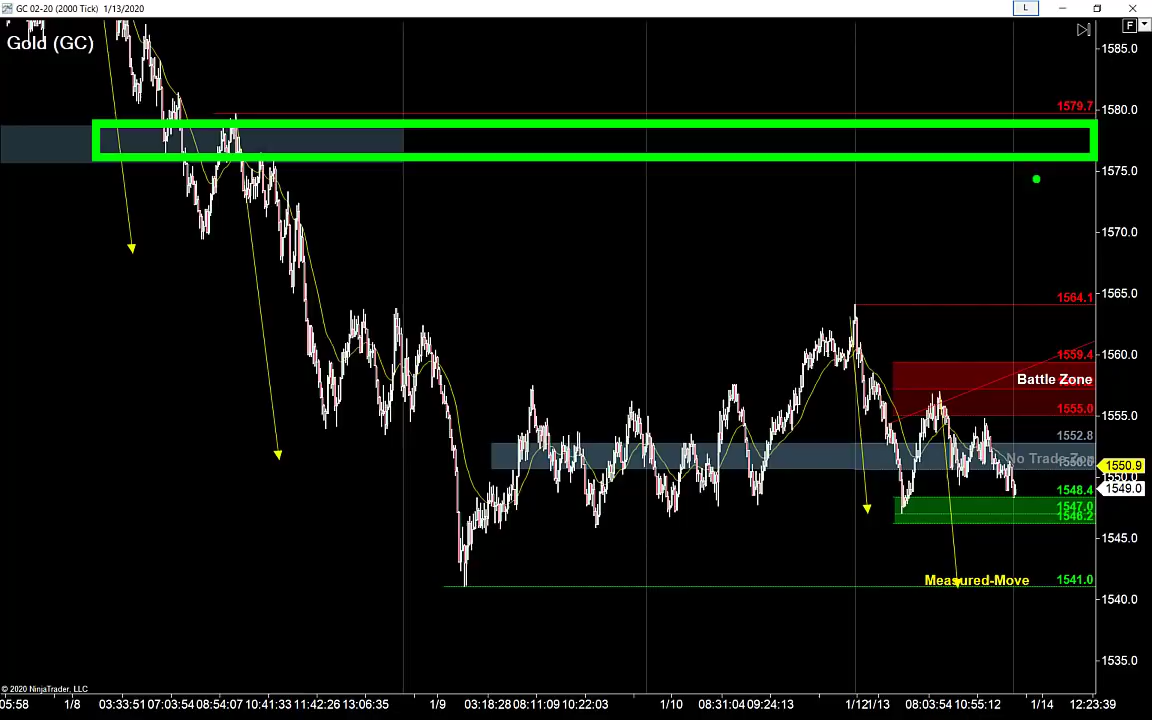 GC 02-20 (2000 Tick) 1/13/2020
L
F
Gold (GC)
1585.0
1579.7
1580.0
1575.0
1570.0
1564.1
1565.0
1559.4
1560.0
Battle Zone
1555.0
1555.0
1552.8
No Trade Zon
1550.9
1550.0
1548.4
1549.0
1547.0
1546.2
1545.0
Measured-Move
1541.0
1540.0
1535.0
© 2020 NinjaTrader, LLC
05:58 1/8 03:33:51 07:03:54 08:54:07 10:41:33 11:42:26 13:06:35 1/9 03:18:28 08:11:09 10:22:03 1/10 08:31:04 09:24:13 1/12 1/13 08:03:54 10:55:12 1/14 12:23:39